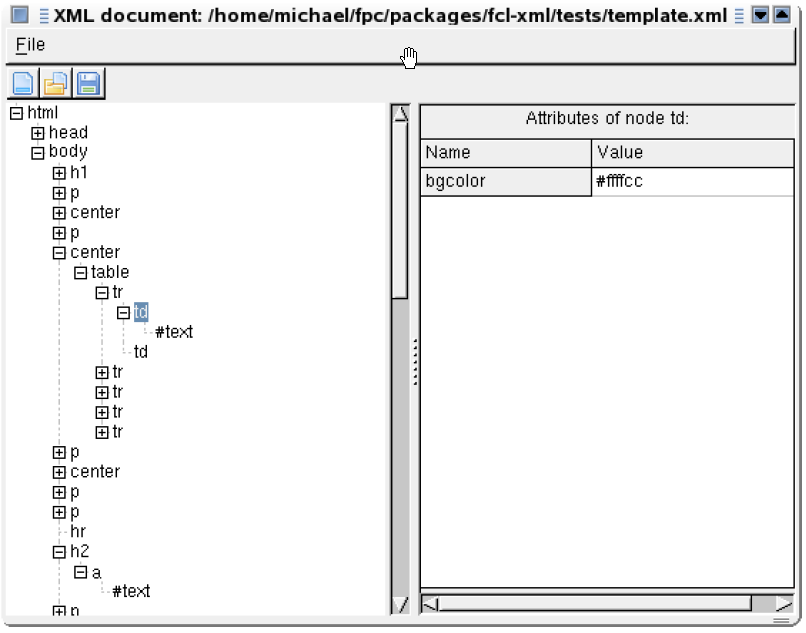 XML document: /home/michael/fpc/packages/fcl-xml/tests/template.xml
File
html
head
body
h1
p
center
p
center
table
tr
td
#text
td
tr
tr
tr
tr
p
center
p
p
hr
h2
a
#text
p
Attributes of node td:
Name Value
bgcolor #ffffcc